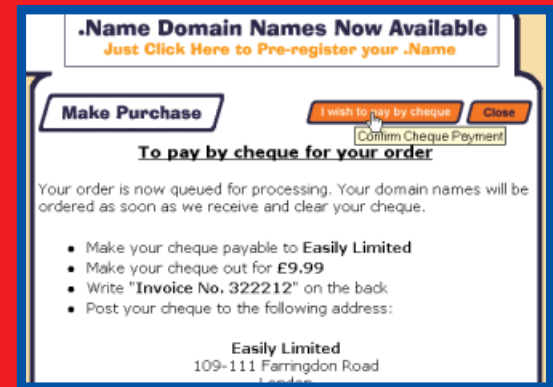 .Name Domain Names Now Available
Just Click Here to Pre-register your .Name
Make Purchase
I wish to pay by cheque
Close
Confirm Cheque Payment
To pay by cheque for your order
Your order is now queued for processing. Your domain names will be
ordered as soon as we receive and clear your cheque.
Make your cheque payable to Easily Limited
Make your cheque out for £9.99
Write "Invoice No. 322212" on the back
Post your cheque to the following address:
Easily Limited
109-111 Farringdon Road
London